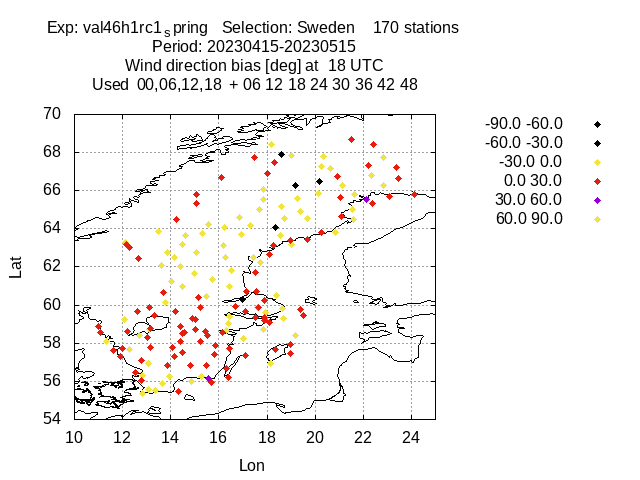 Exp: val46h1rc1spring Selection: Sweden 170 stations
Period: 20230415-20230515
Wind direction bias [deg] at 18 UTC
Used 00,06,12,18 + 06 12 18 24 30 36 42 48
-90.0 -60.0
-60.0 -30.0
-30.0 0.0
0.0 30.0
30.0 60.0
60.0 90.0
70
68
66
64
62
60
58
56
54
Lat
10 12 14 16 18 20 22 24
Lon